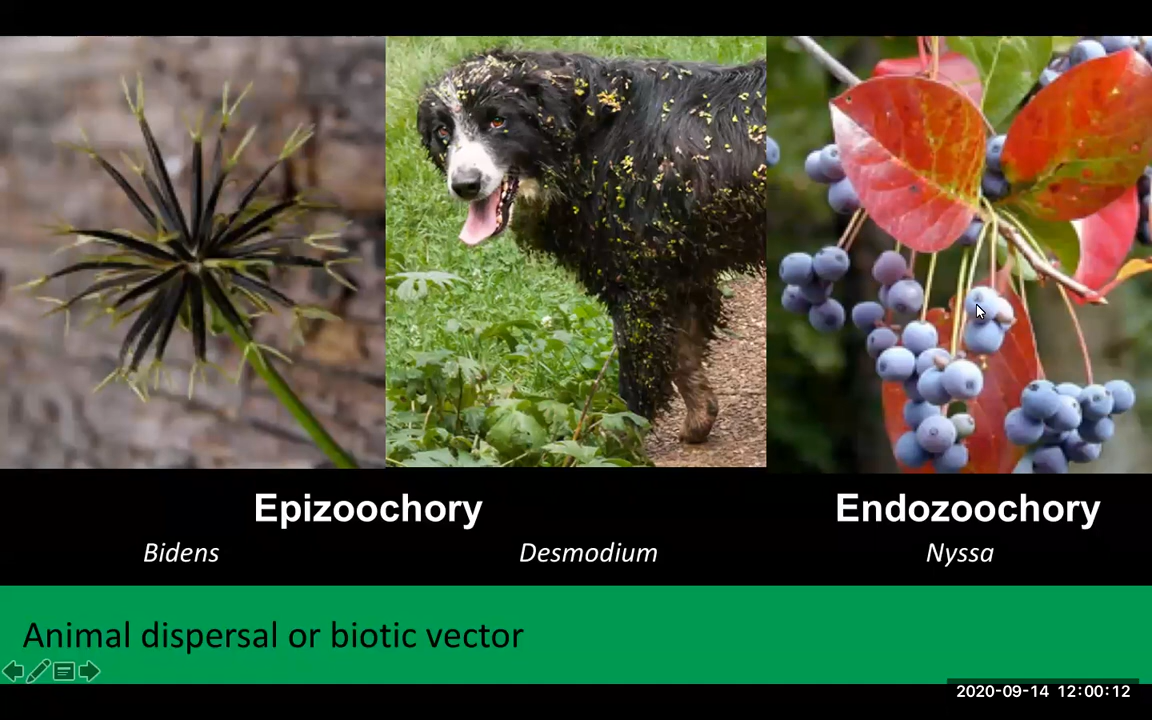 Epizoochory
Endozoochory
Bidens
Desmodium
Nyssa
Animal dispersal or biotic vector
2020-09-14 12:00:12